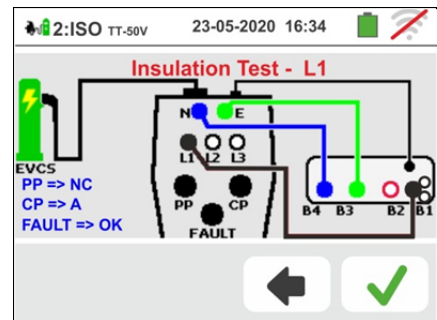 2:ISO TT-50V 23-05-2020 16:34
Insulation Test - L1
N E
L1 L2 L3
EVCS
PP => NC
CP => A
FAULT => OK
PP CP
FAULT
B4 B3 B2 B1